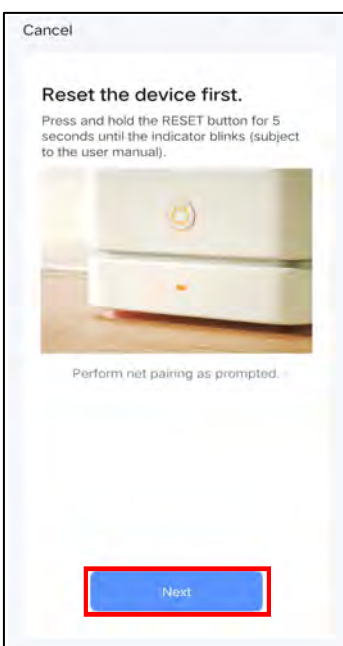 Cancel
Reset the device first.
Press and hold the RESET button for 5
seconds until the indicator blinks (subject
to the user manual).
Perform net pairing as prompted.
Next